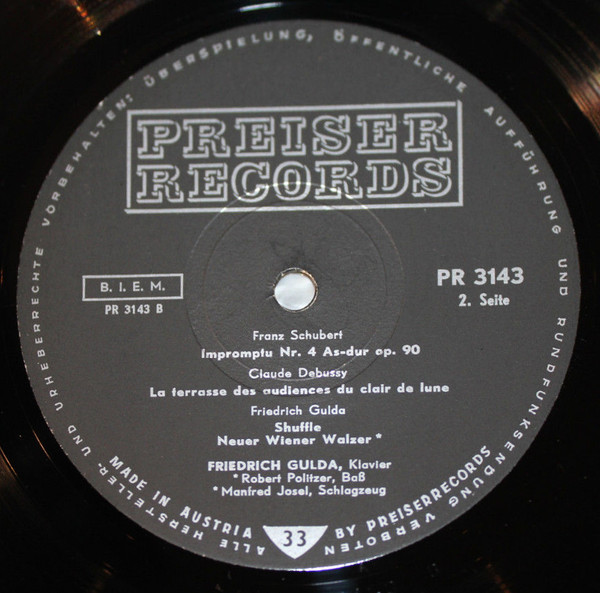 ALLE HERSTELLER- UND URHEBERRECHTE VORBEHALTEN: ÜBERSPIELUNG, ÖFFENTLICHE AUFFÜHRUNG UND RUNDFUNKSENDUNG VERBOTEN
PREISER
RECORDS
B. I. E. M.
PR 3143 B
PR 3143
2. Seite
Franz Schubert
Impromptu Nr. 4 As-dur op. 90
Claude Debussy
La terrasse des audiences du clair de lune
Friedrich Gulda
Shuffle
Neuer Wiener Walzer *
FRIEDRICH GULDA, Klavier
* Robert Politzer, Baß
* Manfred Josel, Schlagzeug
MADE IN AUSTRIA
33
BY PREISERRECORDS